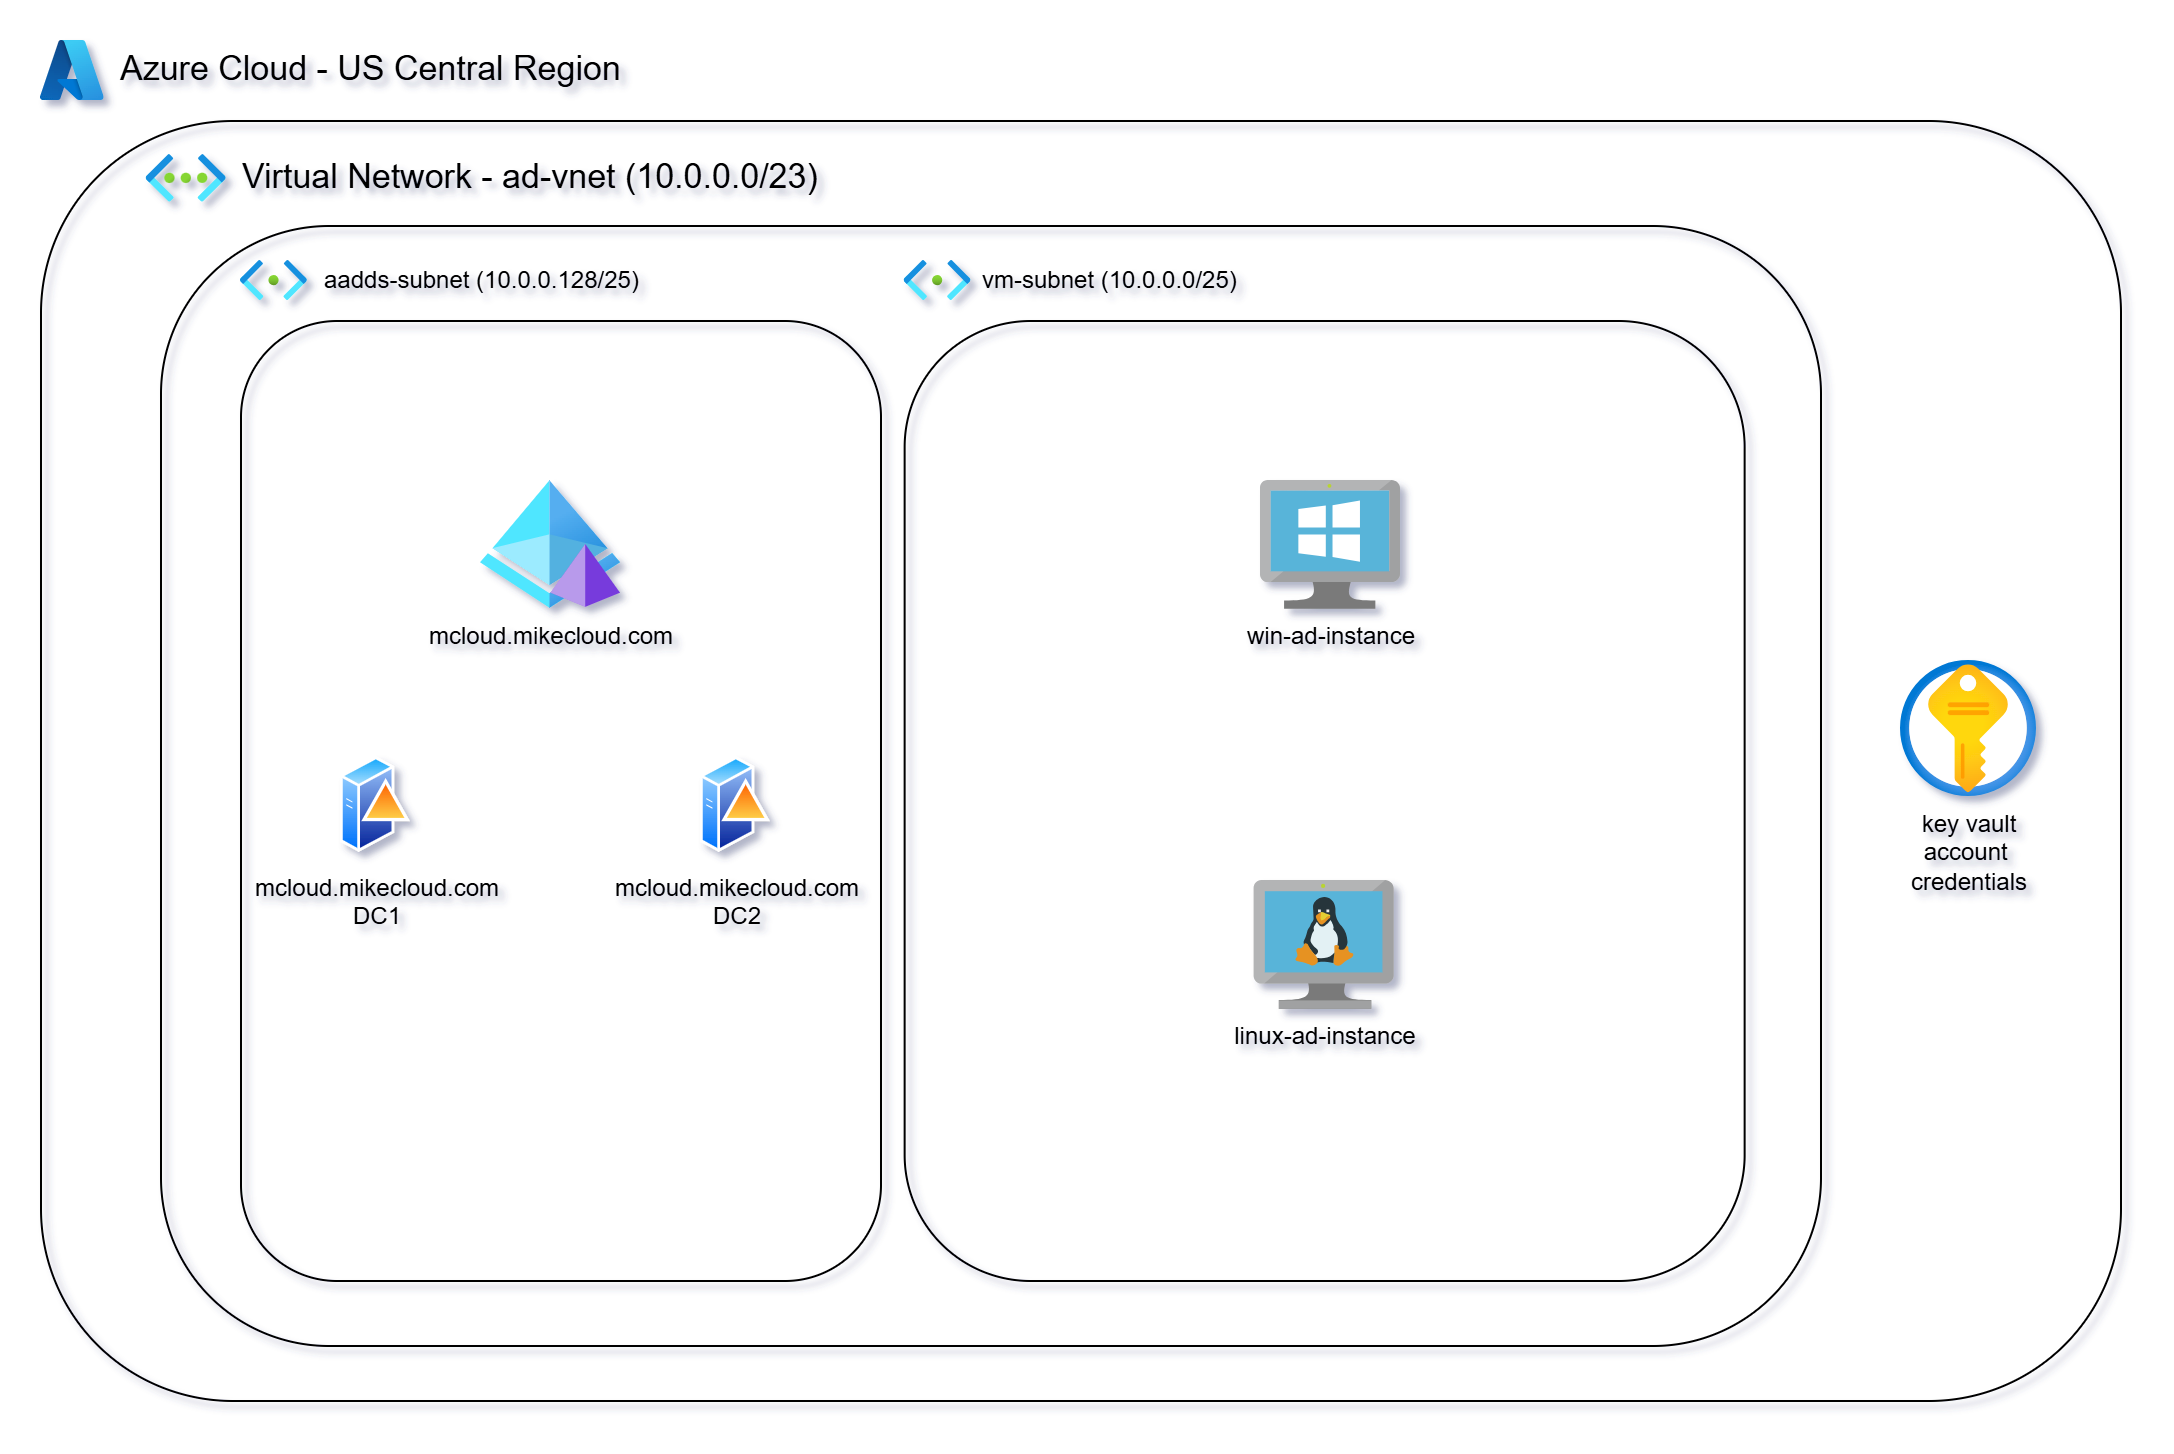 Azure Cloud - US Central Region
Virtual Network - ad-vnet (10.0.0.0/23)
aadds-subnet (10.0.0.128/25)
vm-subnet (10.0.0.0/25)
mcloud.mikecloud.com
win-ad-instance
mcloud.mikecloud.com
DC1
mcloud.mikecloud.com
DC2
key vault
account
credentials
linux-ad-instance